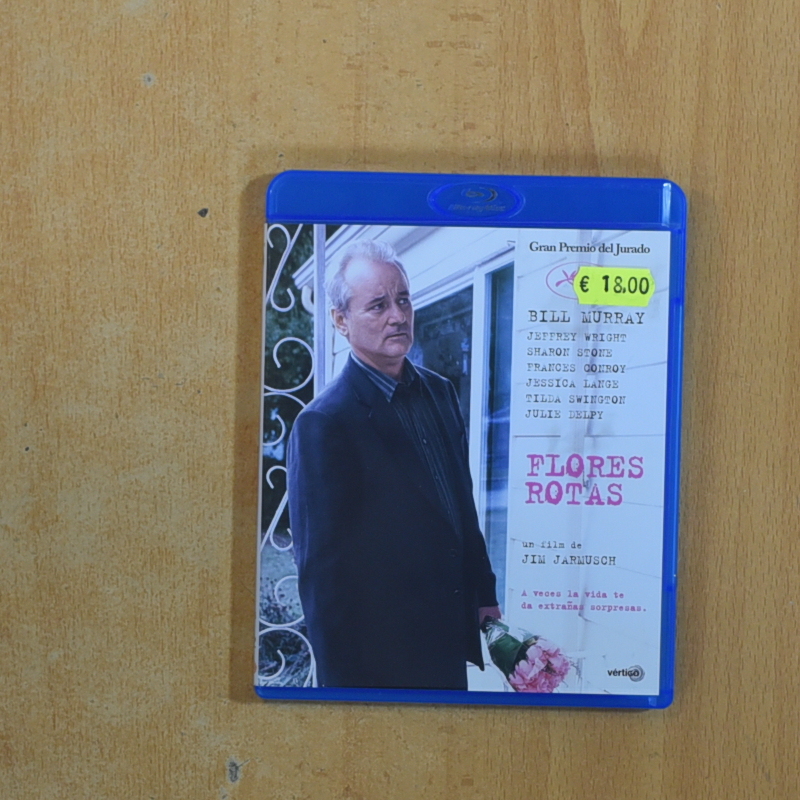 Gran Premio del Jurado
€ 18.00
BILL MURRAY
JEFFREY WRIGHT
SHARON STONE
FRANCES CONROY
JESSICA LANGE
TILDA SWINTON
JULIE DELPY
FLORES
ROTAS
un film de
JIM JARMUSCH
A veces la vida te
da extrañas sorpresas.
vértigo